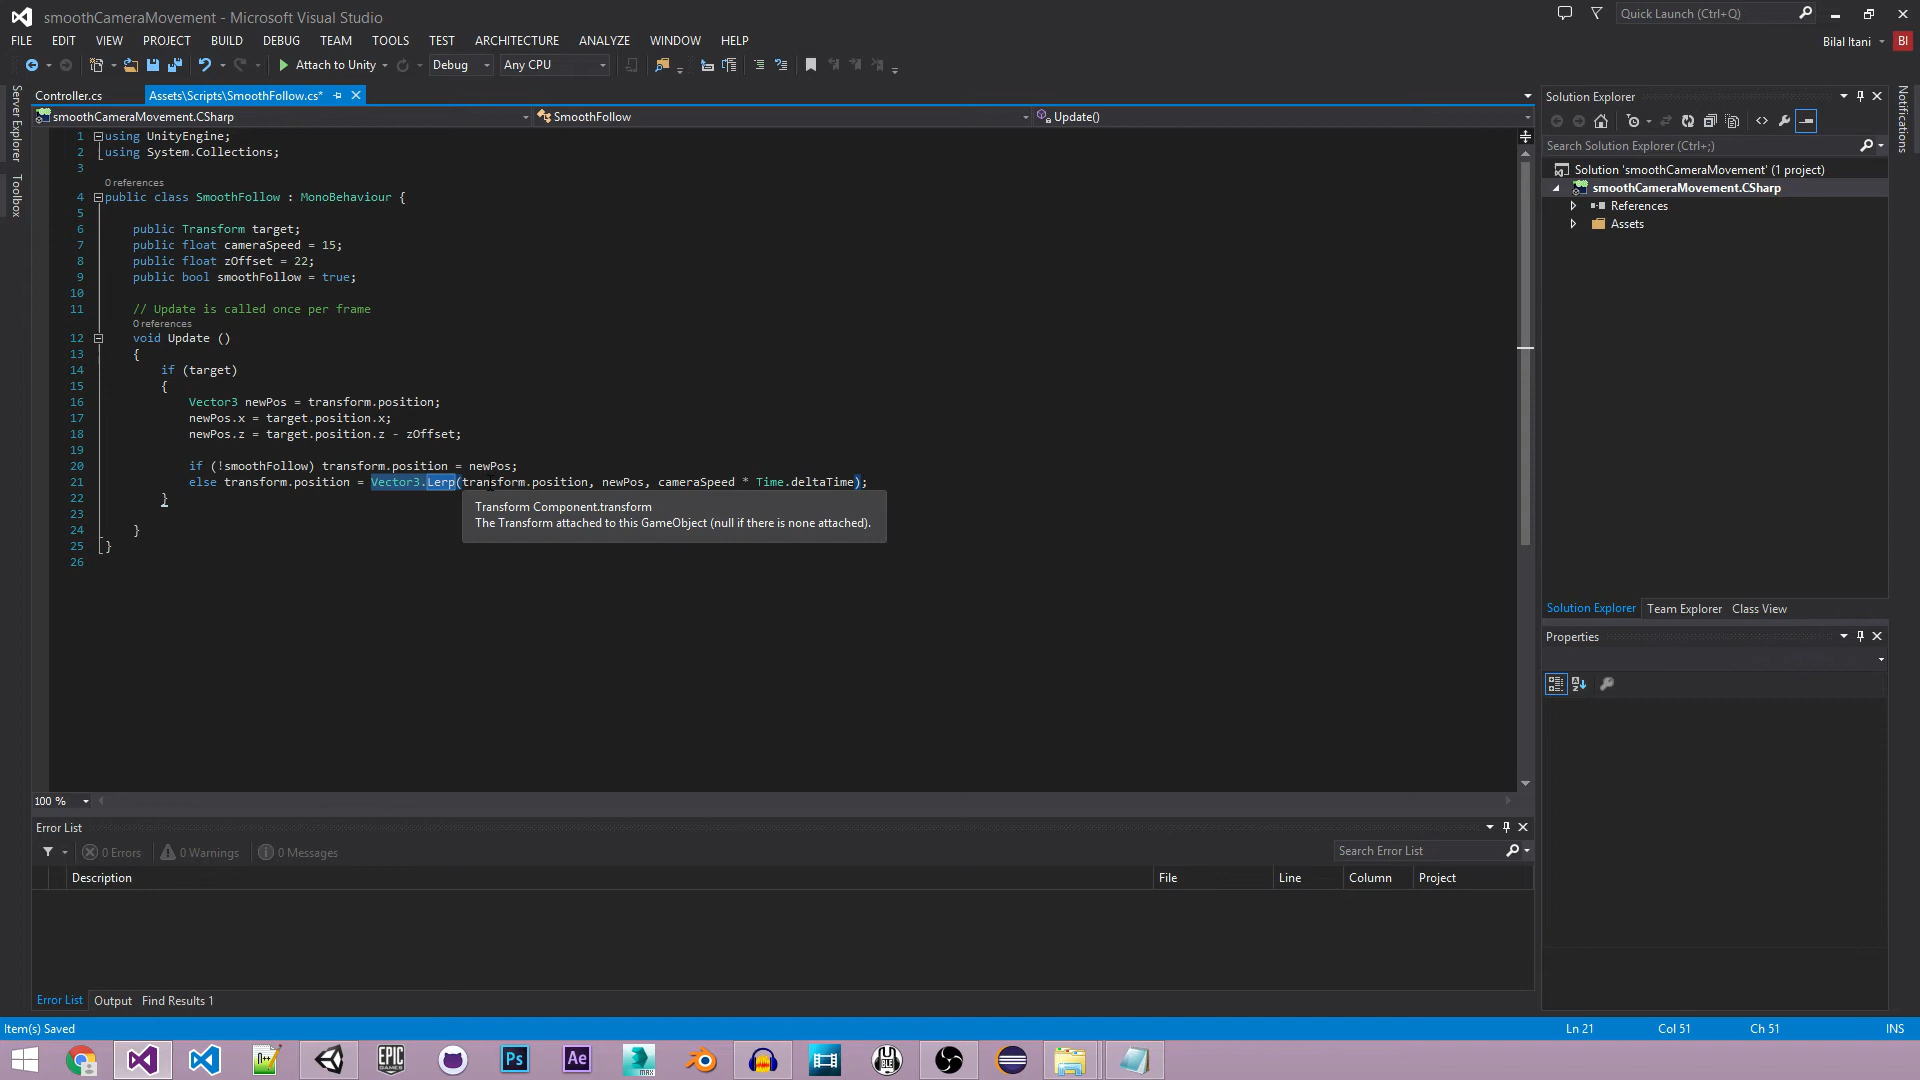 smoothCameraMovement - Microsoft Visual Studio
Quick Launch (Ctrl+Q)
FILE EDIT VIEW PROJECT BUILD DEBUG TEAM TOOLS TEST ARCHITECTURE ANALYZE WINDOW HELP
Bilal Itani BI
Attach to Unity Debug Any CPU
Server Explorer
Toolbox
Notifications
Controller.cs Assets\Scripts\SmoothFollow.cs*
smoothCameraMovement.CSharp SmoothFollow Update()
1 using UnityEngine;
2 using System.Collections;
3
0 references
4 public class SmoothFollow : MonoBehaviour {
5
6 public Transform target;
7 public float cameraSpeed = 15;
8 public float zOffset = 22;
9 public bool smoothFollow = true;
10
11 // Update is called once per frame
0 references
12 void Update ()
13 {
14 if (target)
15 {
16 Vector3 newPos = transform.position;
17 newPos.x = target.position.x;
18 newPos.z = target.position.z - zOffset;
19
20 if (!smoothFollow) transform.position = newPos;
21 else transform.position = Vector3.Lerp(transform.position, newPos, cameraSpeed * Time.deltaTime);
22 }
23
24 }
25 }
26
Transform Component.transform
The Transform attached to this GameObject (null if there is none attached).
100 %
Solution Explorer
Search Solution Explorer (Ctrl+;)
Solution 'smoothCameraMovement' (1 project)
smoothCameraMovement.CSharp
References
Assets
Solution Explorer Team Explorer Class View
Properties
Error List
0 Errors 0 Warnings 0 Messages
Search Error List
Description File Line Column Project
Error List Output Find Results 1
Item(s) Saved Ln 21 Col 51 Ch 51 INS
EPIC GAMES Ps Ae MAX